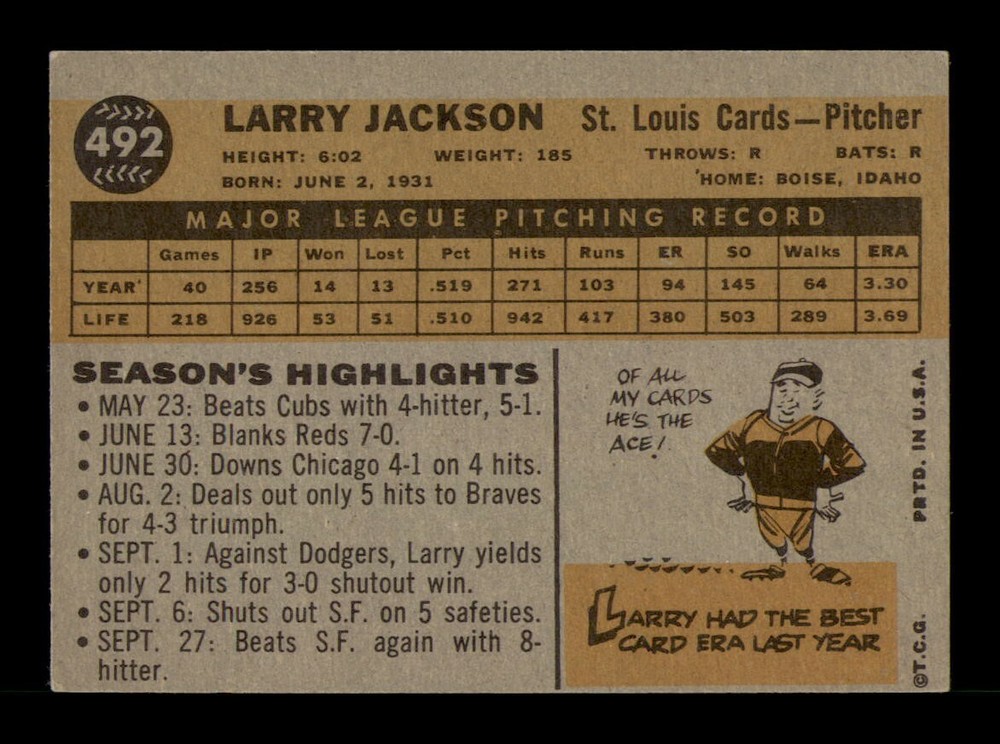 492
LARRY JACKSON St. Louis Cards—Pitcher
HEIGHT: 6:02 WEIGHT: 185 THROWS: R BATS: R
BORN: JUNE 2, 1931 HOME: BOISE, IDAHO
MAJOR LEAGUE PITCHING RECORD
Games IP Won Lost Pct Hits Runs ER SO Walks ERA
YEAR 40 256 14 13 .519 271 103 94 145 64 3.30
LIFE 218 926 53 51 .510 942 417 380 503 289 3.69
SEASON'S HIGHLIGHTS
• MAY 23: Beats Cubs with 4-hitter, 5-1.
• JUNE 13: Blanks Reds 7-0.
• JUNE 30: Downs Chicago 4-1 on 4 hits.
• AUG. 2: Deals out only 5 hits to Braves
for 4-3 triumph.
• SEPT. 1: Against Dodgers, Larry yields
only 2 hits for 3-0 shutout win.
• SEPT. 6: Shuts out S.F. on 5 safeties.
• SEPT. 27: Beats S.F. again with 8-
hitter.
OF ALL
MY CARDS
HE'S THE
ACE!
LARRY HAD THE BEST
CARD ERA LAST YEAR
©T.C.G. PRTD. IN U.S.A.